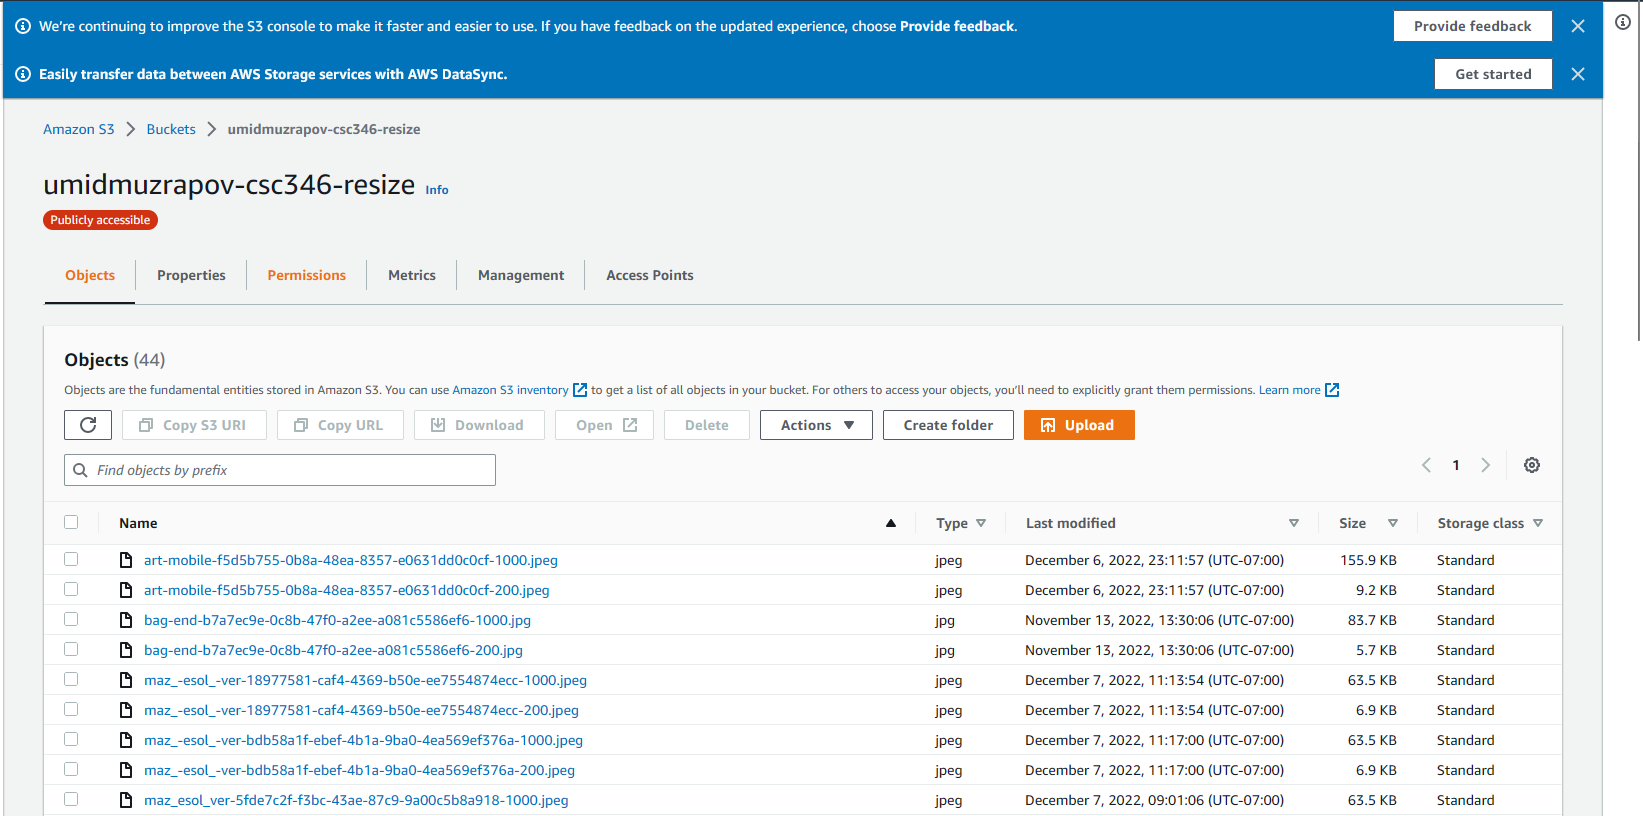 We're continuing to improve the S3 console to make it faster and easier to use. If you have feedback on the updated experience, choose Provide feedback. Provide feedback
Easily transfer data between AWS Storage services with AWS DataSync. Get started
Amazon S3 > Buckets > umidmuzrapov-csc346-resize
umidmuzrapov-csc346-resize Info
Publicly accessible
Objects Properties Permissions Metrics Management Access Points
Objects (44)
Objects are the fundamental entities stored in Amazon S3. You can use Amazon S3 inventory to get a list of all objects in your bucket. For others to access your objects, you'll need to explicitly grant them permissions. Learn more
Copy S3 URI Copy URL Download Open Delete Actions Create folder Upload
Find objects by prefix 1
Name Type Last modified Size Storage class
art-mobile-f5d5b755-0b8a-48ea-8357-e0631dd0c0cf-1000.jpeg jpeg December 6, 2022, 23:11:57 (UTC-07:00) 155.9 KB Standard
art-mobile-f5d5b755-0b8a-48ea-8357-e0631dd0c0cf-200.jpeg jpeg December 6, 2022, 23:11:57 (UTC-07:00) 9.2 KB Standard
bag-end-b7a7ec9e-0c8b-47f0-a2ee-a081c5586ef6-1000.jpg jpg November 13, 2022, 13:30:06 (UTC-07:00) 83.7 KB Standard
bag-end-b7a7ec9e-0c8b-47f0-a2ee-a081c5586ef6-200.jpg jpg November 13, 2022, 13:30:06 (UTC-07:00) 5.7 KB Standard
maz_-esol_-ver-18977581-caf4-4369-b50e-ee7554874ecc-1000.jpeg jpeg December 7, 2022, 11:13:54 (UTC-07:00) 63.5 KB Standard
maz_-esol_-ver-18977581-caf4-4369-b50e-ee7554874ecc-200.jpeg jpeg December 7, 2022, 11:13:54 (UTC-07:00) 6.9 KB Standard
maz_-esol_-ver-bdb58a1f-ebef-4b1a-9ba0-4ea569ef376a-1000.jpeg jpeg December 7, 2022, 11:17:00 (UTC-07:00) 63.5 KB Standard
maz_-esol_-ver-bdb58a1f-ebef-4b1a-9ba0-4ea569ef376a-200.jpeg jpeg December 7, 2022, 11:17:00 (UTC-07:00) 6.9 KB Standard
maz_esol_ver-5fde7c2f-f3bc-43ae-87c9-9a00c5b8a918-1000.jpeg jpeg December 7, 2022, 09:01:06 (UTC-07:00) 63.5 KB Standard